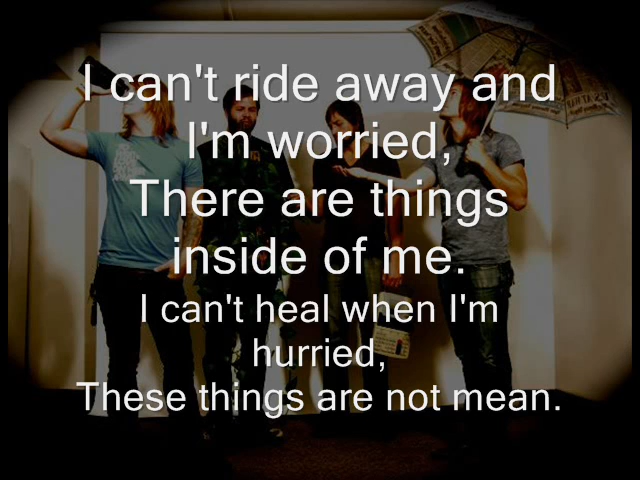 I can't ride away and
I'm worried,
There are things
inside of me.
I can't heal when I'm
hurried,
These things are not mean.